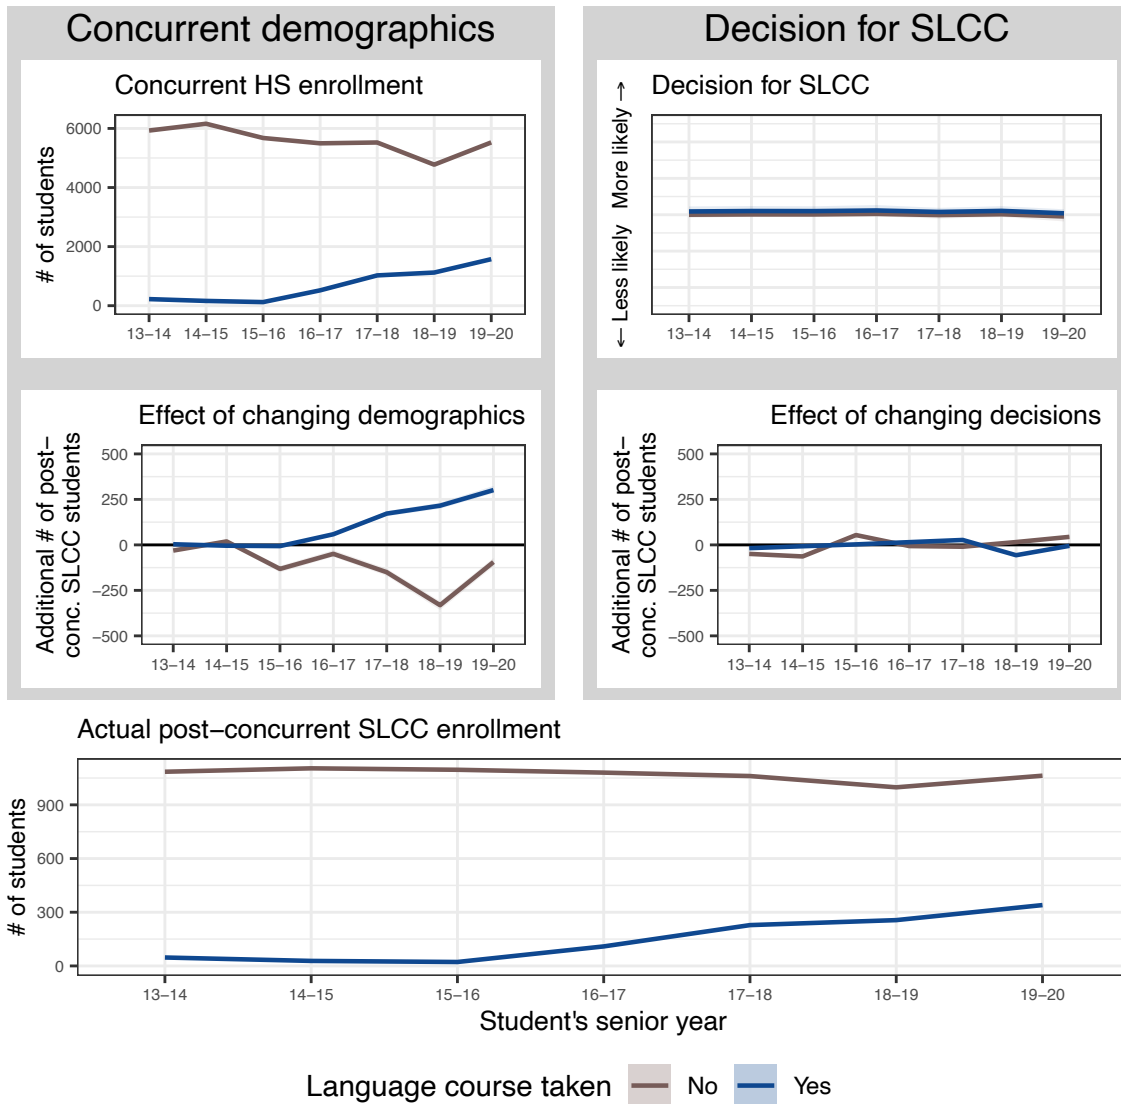 Concurrent demographics
Concurrent HS enrollment
# of students
6000
4000
2000
0
13–14 14–15 15–16 16–17 17–18 18–19 19–20
Effect of changing demographics
Additional # of post–
conc. SLCC students
500
250
0
−250
−500
13–14 14–15 15–16 16–17 17–18 18–19 19–20
Decision for SLCC
Decision for SLCC
← Less likely More likely →
13–14 14–15 15–16 16–17 17–18 18–19 19–20
Effect of changing decisions
Additional # of post–
conc. SLCC students
500
250
0
−250
−500
13–14 14–15 15–16 16–17 17–18 18–19 19–20
Actual post–concurrent SLCC enrollment
# of students
900
600
300
0
13–14 14–15 15–16 16–17 17–18 18–19 19–20
Student's senior year
Language course taken No Yes